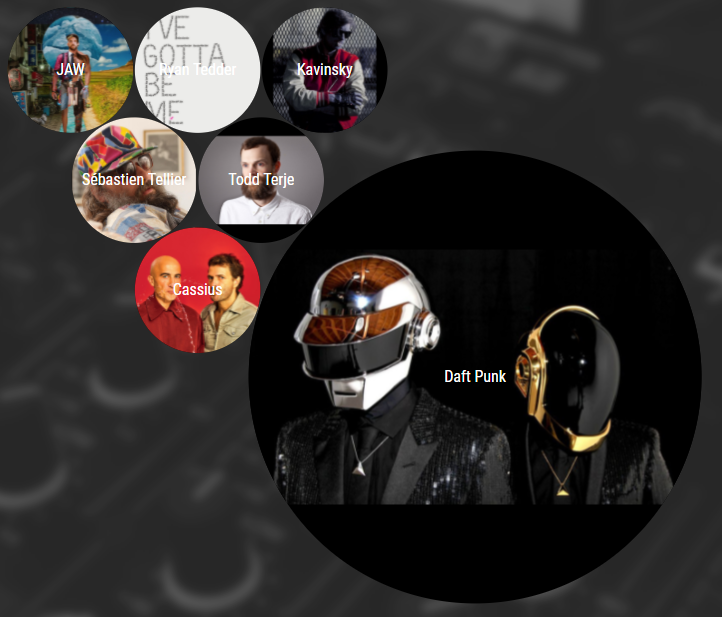 JAW
I'VE
GOTTA
BE
ME
Ryan Tedder
Kavinsky
Sébastien Tellier
Todd Terje
Cassius
Daft Punk